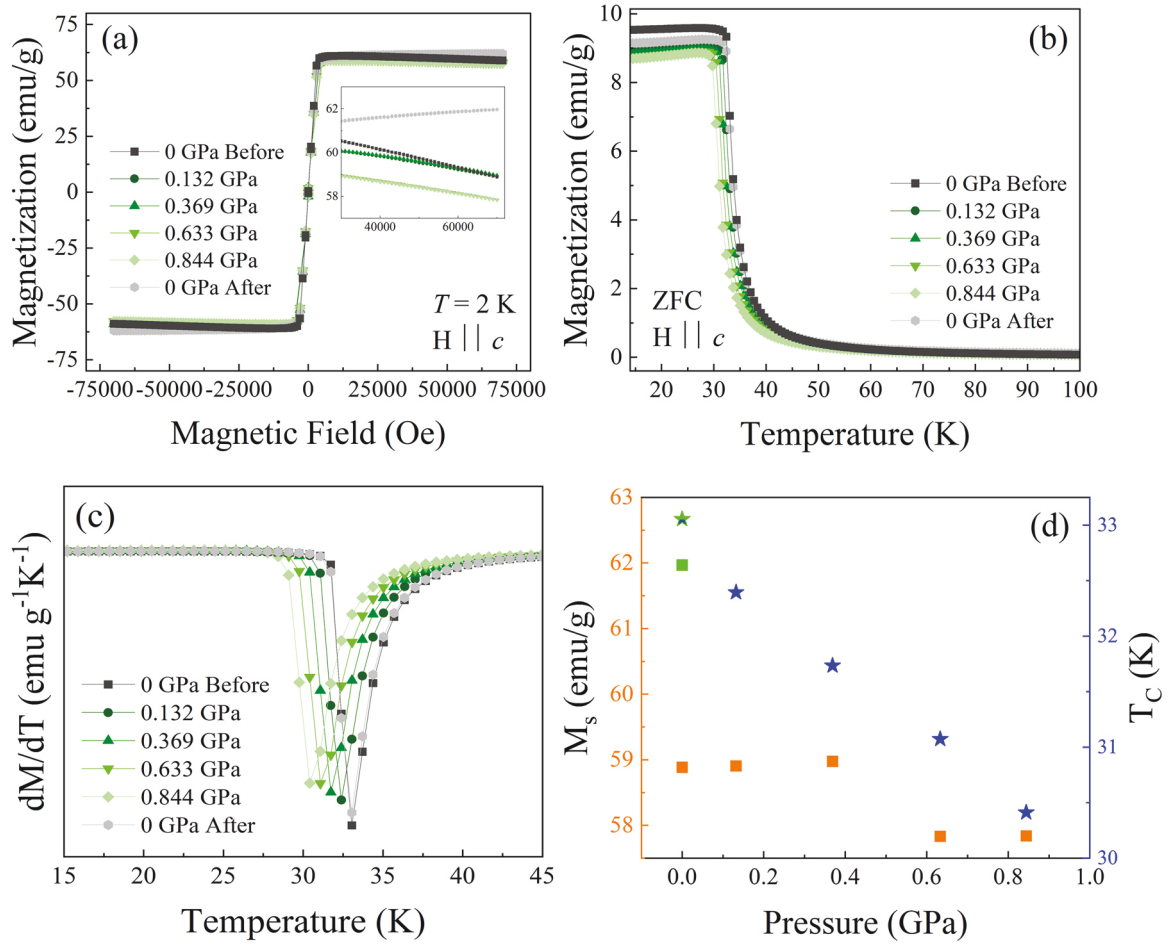 (a)
Magnetization (emu/g)
75
50
25
0
-25
-50
-75
0 GPa Before
0.132 GPa
0.369 GPa
0.633 GPa
0.844 GPa
0 GPa After
62
60
58
40000
60000
T = 2 K
H || c
-75000
-50000
-25000
0
25000
50000
75000
Magnetic Field (Oe)
(b)
Magnetization (emu/g)
10
8
6
4
2
0
0 GPa Before
0.132 GPa
0.369 GPa
0.633 GPa
0.844 GPa
0 GPa After
ZFC
H || c
20
30
40
50
60
70
80
90
100
Temperature (K)
(c)
dM/dT (emu g⁻¹K⁻¹)
0 GPa Before
0.132 GPa
0.369 GPa
0.633 GPa
0.844 GPa
0 GPa After
15
20
25
30
35
40
45
Temperature (K)
(d)
Mₛ (emu/g)
63
62
61
60
59
58
T_C (K)
33
32
31
30
0.0
0.2
0.4
0.6
0.8
1.0
Pressure (GPa)